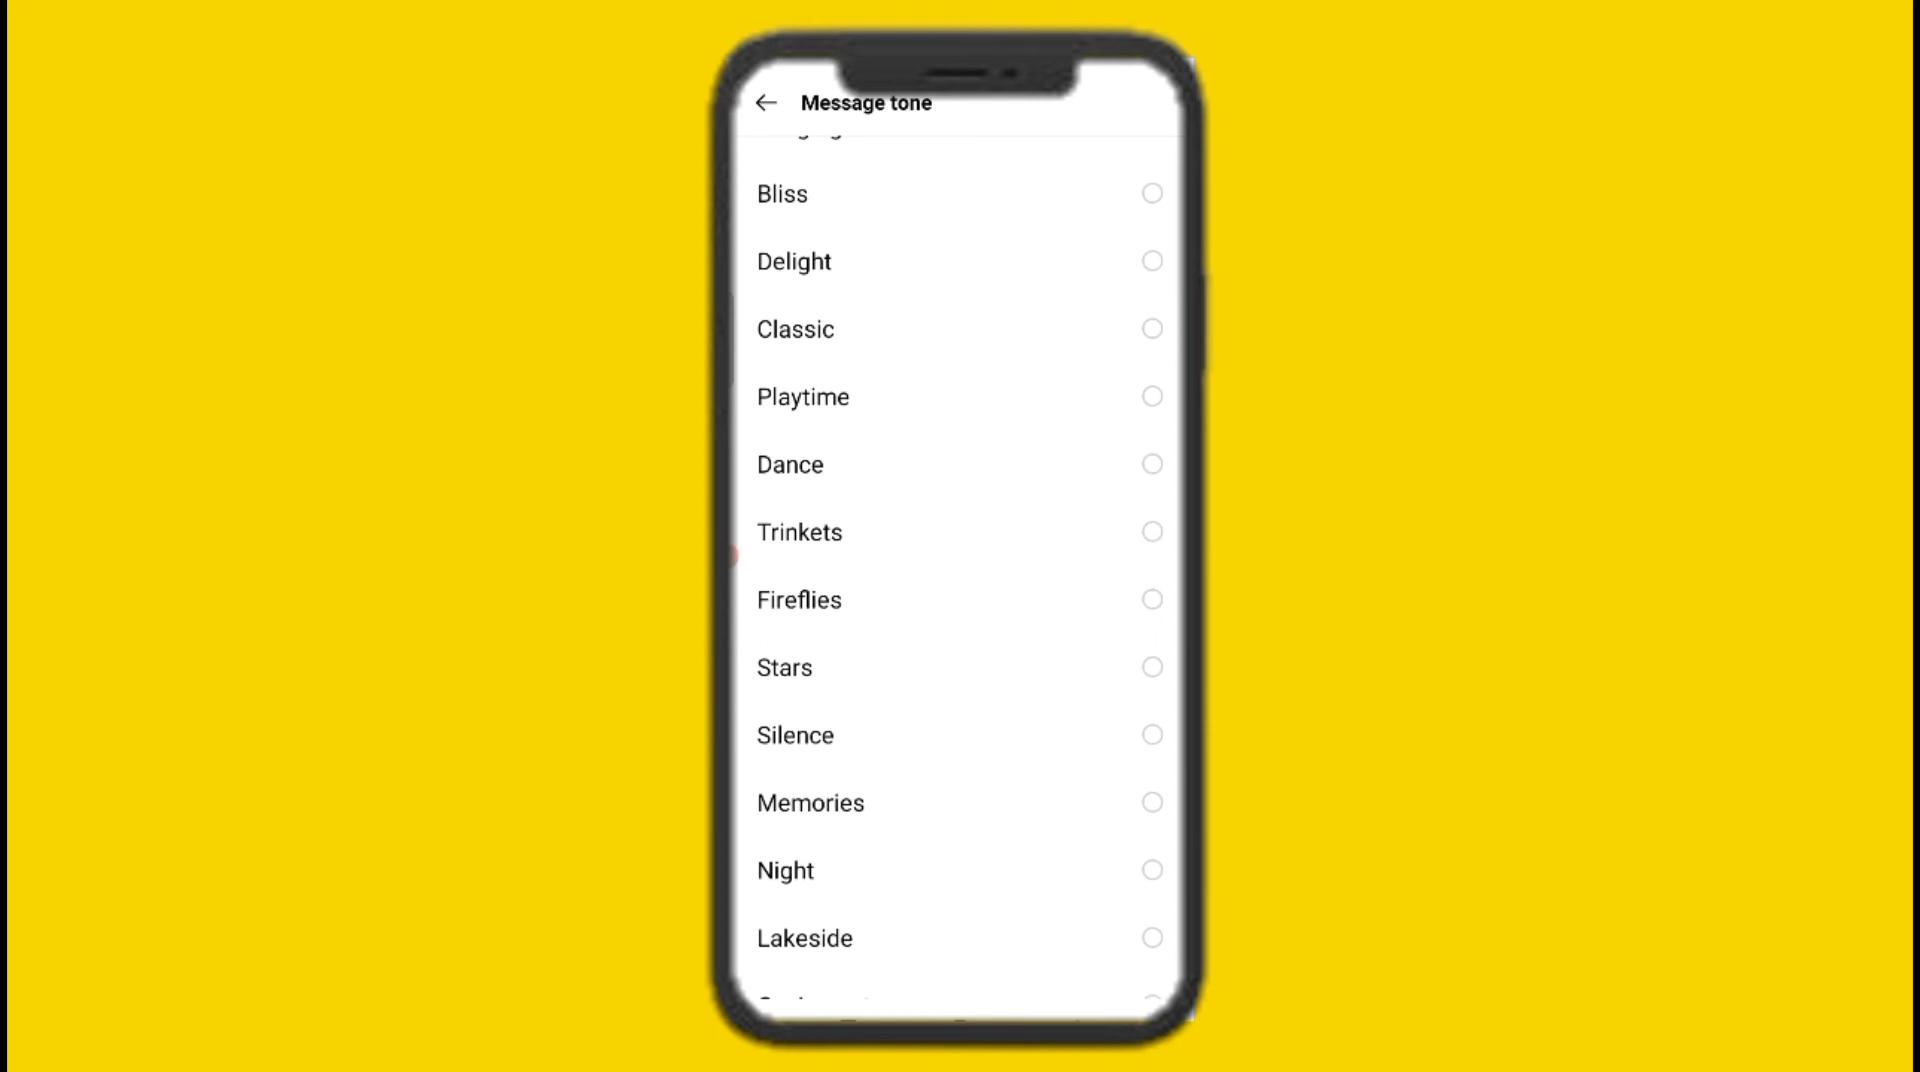 Message tone
Bliss
Delight
Classic
Playtime
Dance
Trinkets
Fireflies
Stars
Silence
Memories
Night
Lakeside